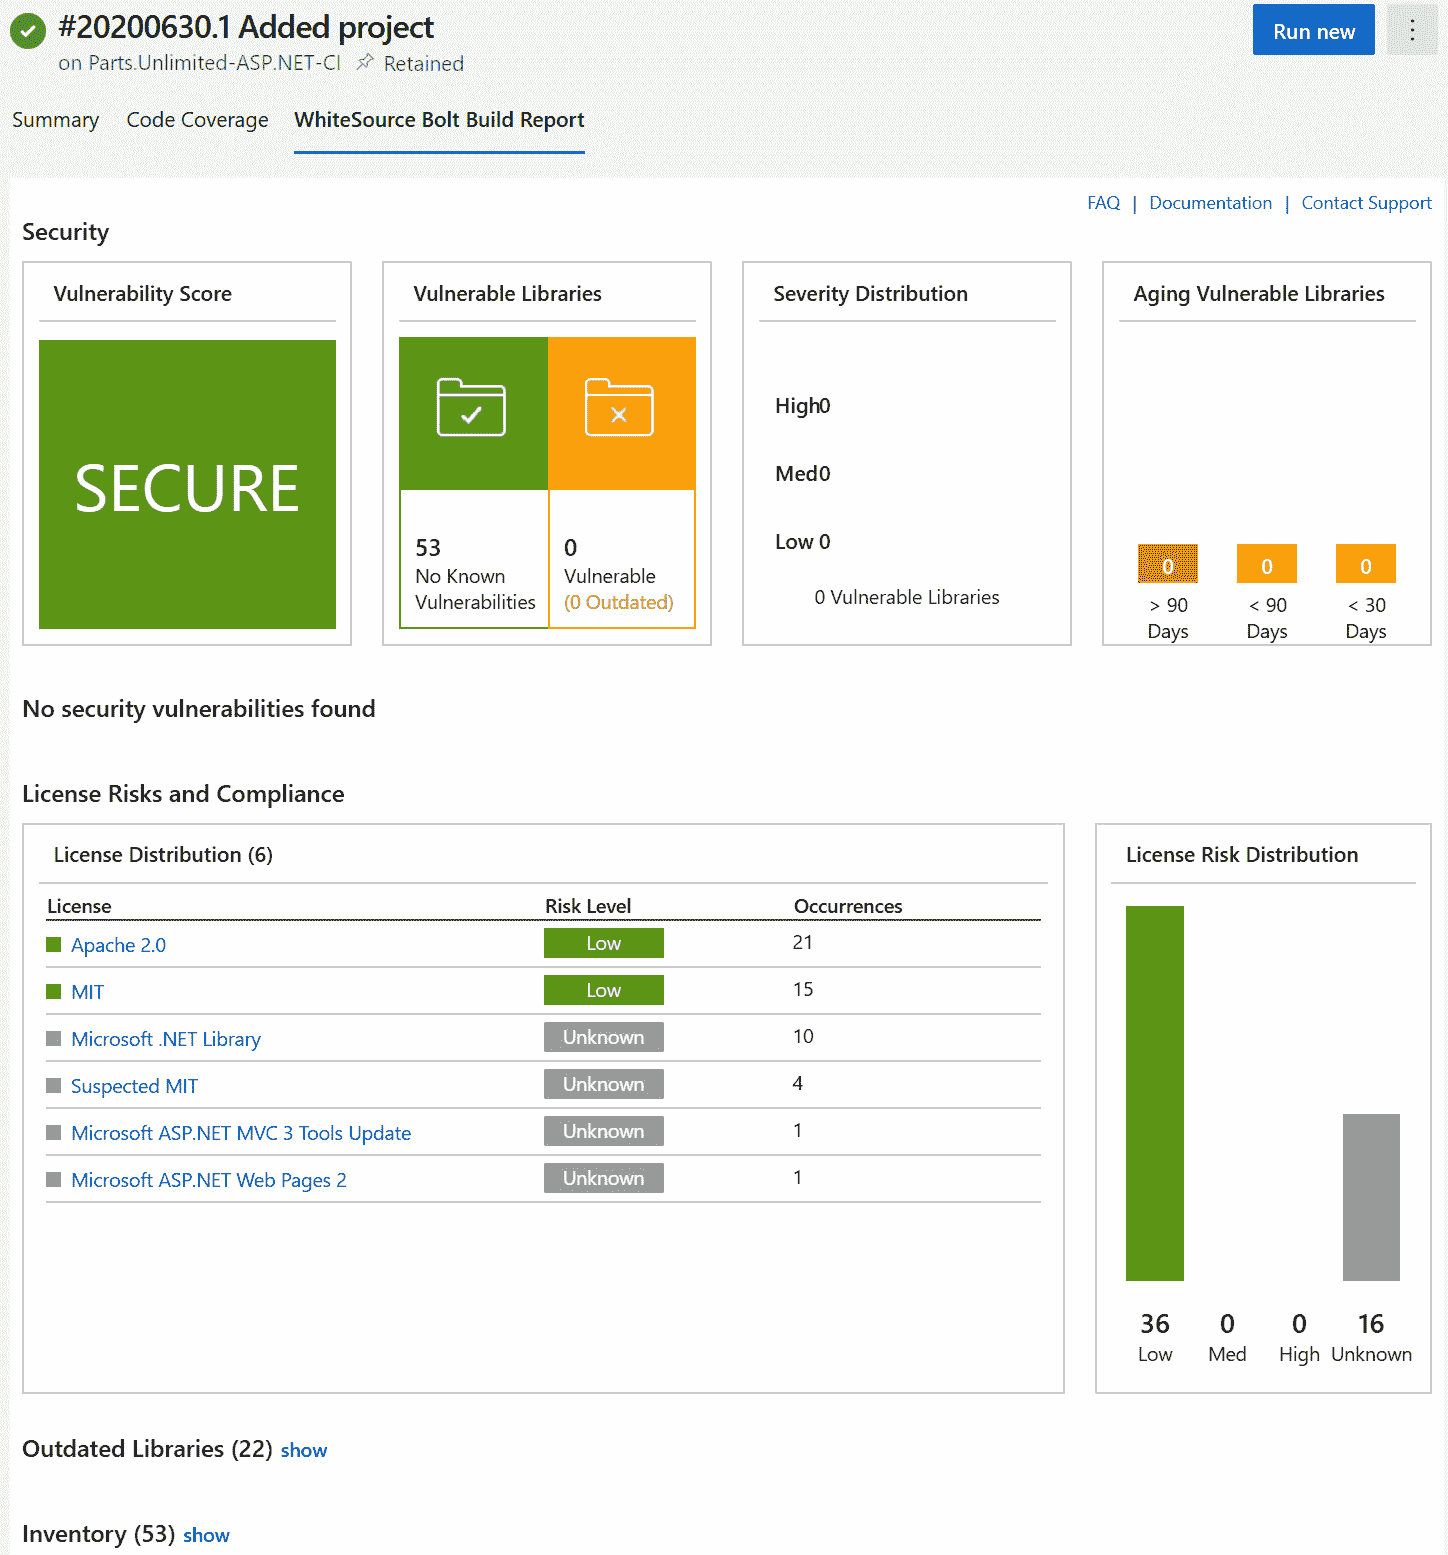 #20200630.1 Added project
on Parts.Unlimited-ASP.NET-CI Retained
Run new
Summary Code Coverage WhiteSource Bolt Build Report
FAQ | Documentation | Contact Support
Security
Vulnerability Score
SECURE
Vulnerable Libraries
53
No Known
Vulnerabilities
0
Vulnerable
(0 Outdated)
Severity Distribution
High0
Med0
Low 0
0 Vulnerable Libraries
Aging Vulnerable Libraries
0 0 0
> 90 < 90 < 30
Days Days Days
No security vulnerabilities found
License Risks and Compliance
License Distribution (6)
License Risk Level Occurrences
Apache 2.0 Low 21
MIT Low 15
Microsoft .NET Library Unknown 10
Suspected MIT Unknown 4
Microsoft ASP.NET MVC 3 Tools Update Unknown 1
Microsoft ASP.NET Web Pages 2 Unknown 1
License Risk Distribution
36 0 0 16
Low Med High Unknown
Outdated Libraries (22) show
Inventory (53) show